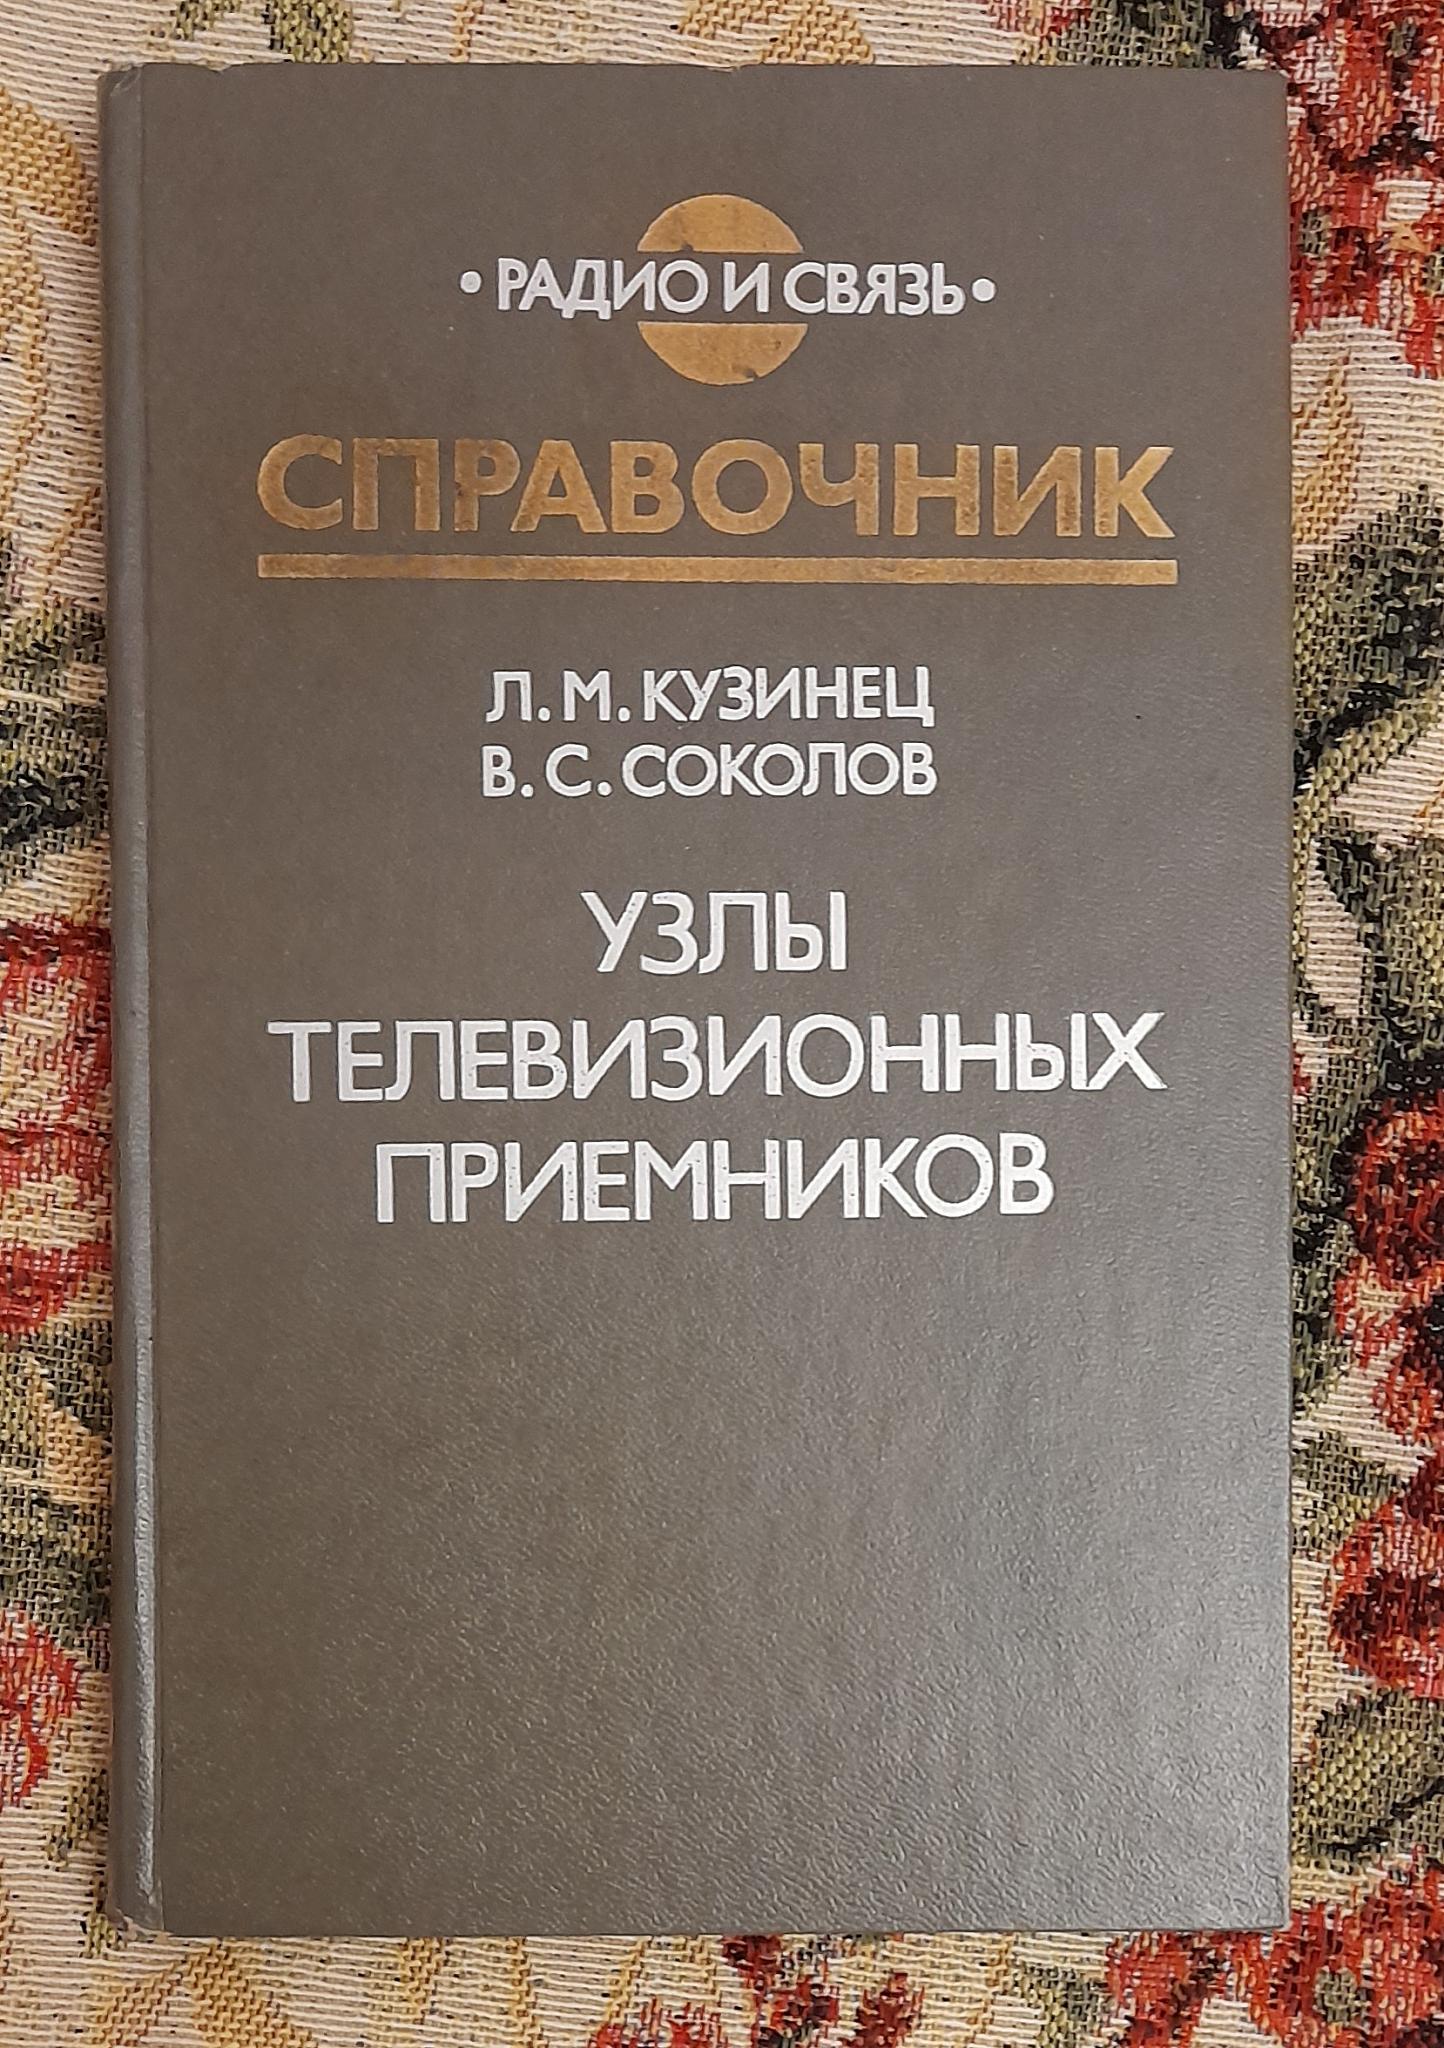 • РАДИО И СВЯЗЬ •
СПРАВОЧНИК
Л.М.КУЗИНЕЦ
В.С.СОКОЛОВ
УЗЛЫ
ТЕЛЕВИЗИОННЫХ
ПРИЕМНИКОВ